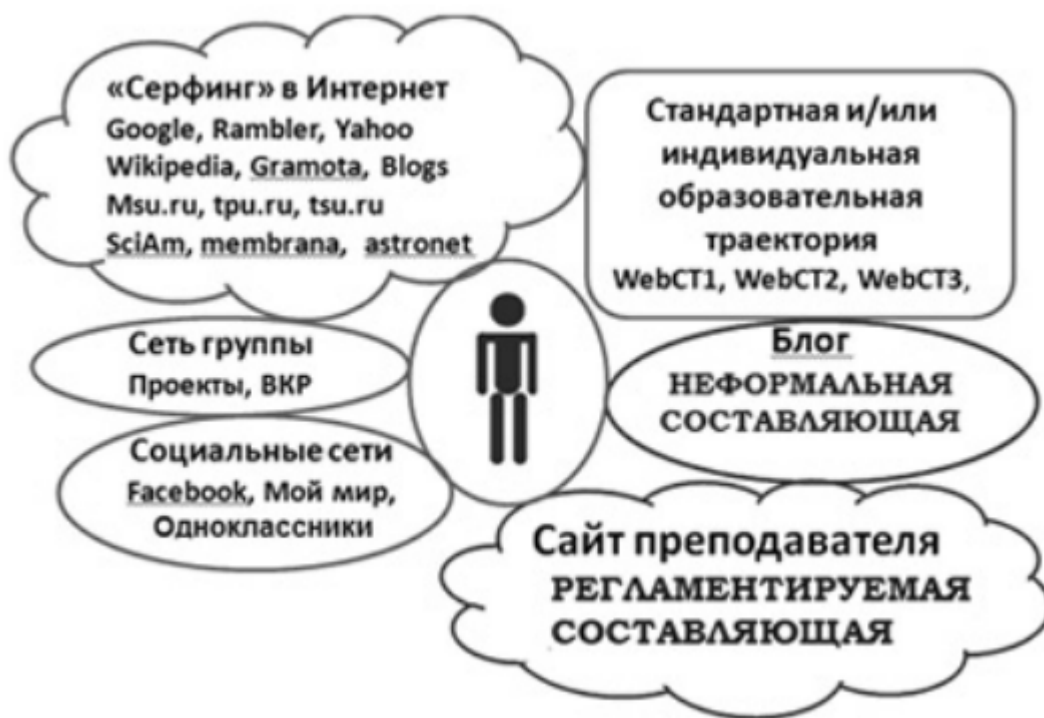 «Серфинг» в Интернет
Google, Rambler, Yahoo
Wikipedia, Gramota, Blogs
Msu.ru, tpu.ru, tsu.ru
SciAm, membrana, astronet
Стандартная и/или
индивидуальная
образовательная
траектория
WebCT1, WebCT2, WebCT3,
Сеть группы
Проекты, ВКР
Блог
НЕФОРМАЛЬНАЯ
СОСТАВЛЯЮЩАЯ
Социальные сети
Facebook, Мой мир,
Одноклассники
Сайт преподавателя
РЕГЛАМЕНТИРУЕМАЯ
СОСТАВЛЯЮЩАЯ